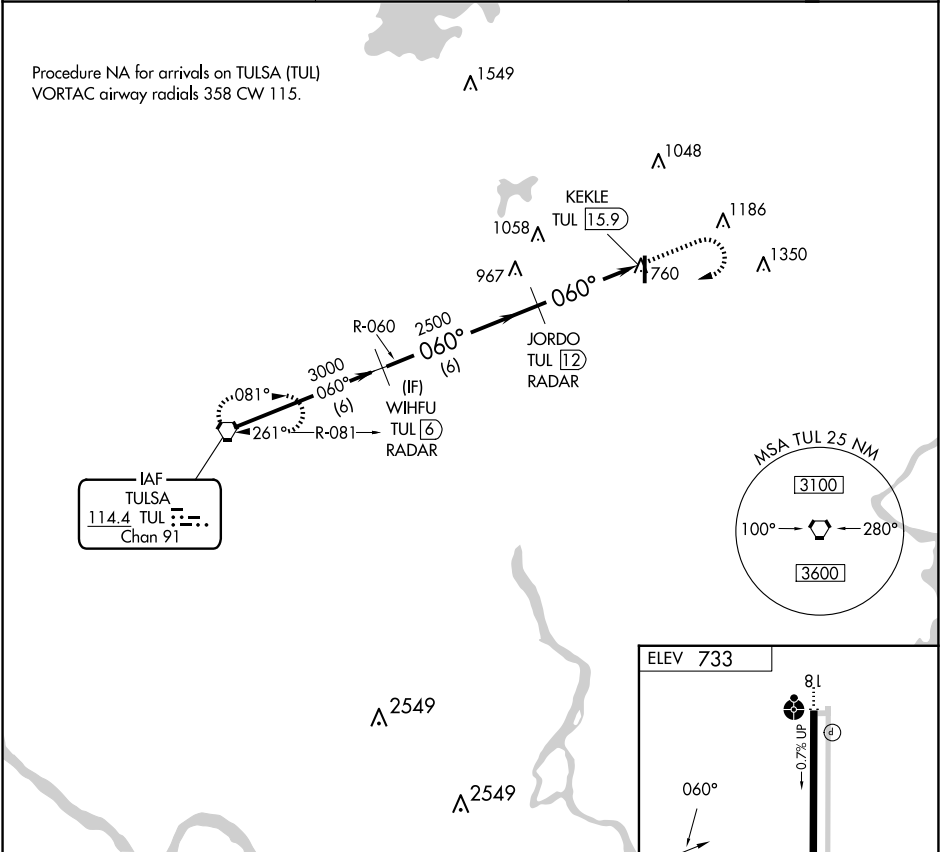 Procedure NA for arrivals on TULSA (TUL)
VORTAC airway radials 358 CW 115.
1549
1048
KEKLE
TUL 15.9
1186
1058
1350
967
760
060°
R-060
2500
060°
(6)
JORDO
TUL 12
RADAR
3000
060°
(6)
(IF)
WIHFU
TUL 6
RADAR
081°
261°
R-081
IAF
TULSA
114.4 TUL
Chan 91
MSA TUL 25 NM
3100
100°
280°
3600
ELEV 733
18
P
0.7% UP
060°
2549
2549